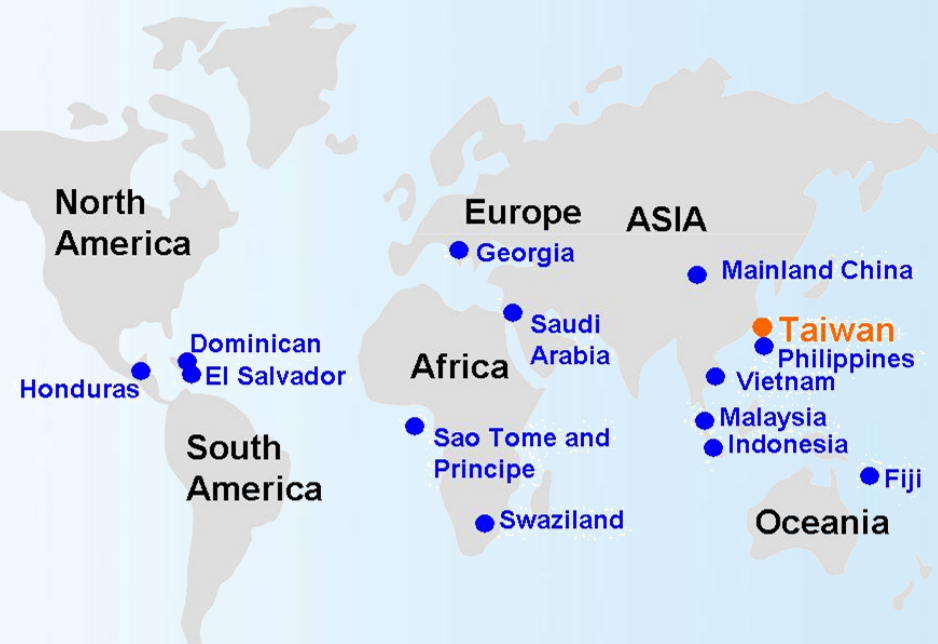 North
America
Europe
ASIA
Georgia
Mainland China
Saudi
Arabia
Taiwan
Dominican
Philippines
Africa
El Salvador
Vietnam
Honduras
Malaysia
Sao Tome and
Principe
Indonesia
South
America
Fiji
Swaziland
Oceania